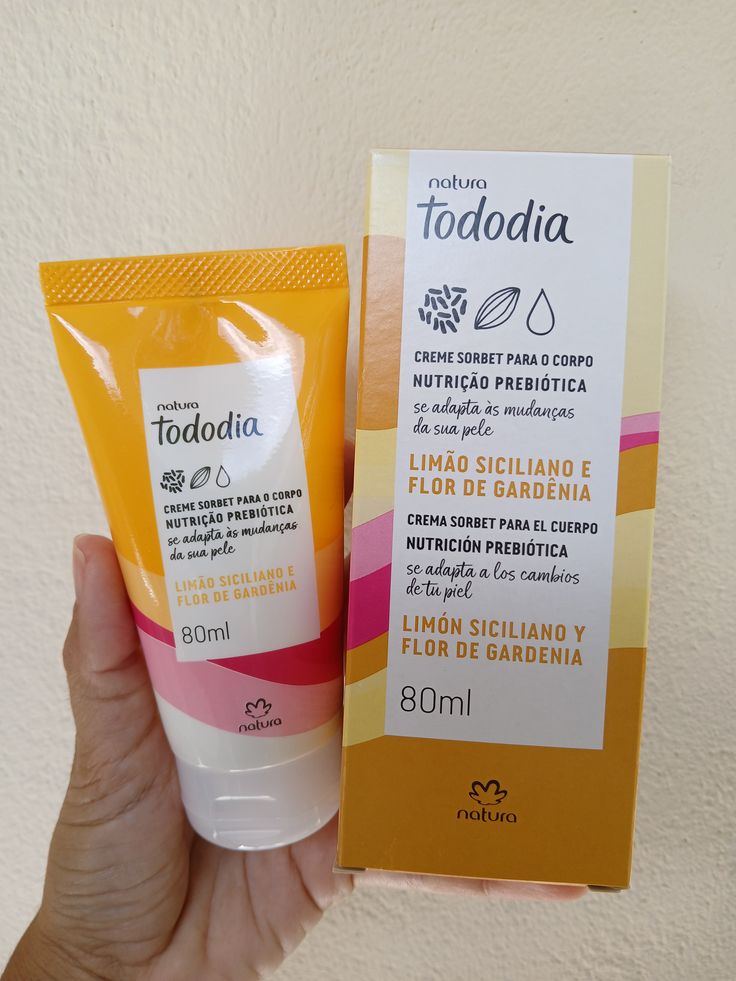 natura
tododia
CREME SORBET PARA O CORPO
NUTRIÇÃO PREBIÓTICA
se adapta às mudanças
da sua pele
LIMÃO SICILIANO E
FLOR DE GARDÊNIA
80ml
natura
natura
tododia
CREME SORBET PARA O CORPO
NUTRIÇÃO PREBIÓTICA
se adapta às mudanças
da sua pele
LIMÃO SICILIANO E
FLOR DE GARDÊNIA
CREMA SORBET PARA EL CUERPO
NUTRICIÓN PREBIÓTICA
se adapta a los cambios
de tu piel
LIMÓN SICILIANO Y
FLOR DE GARDENIA
80ml
natura